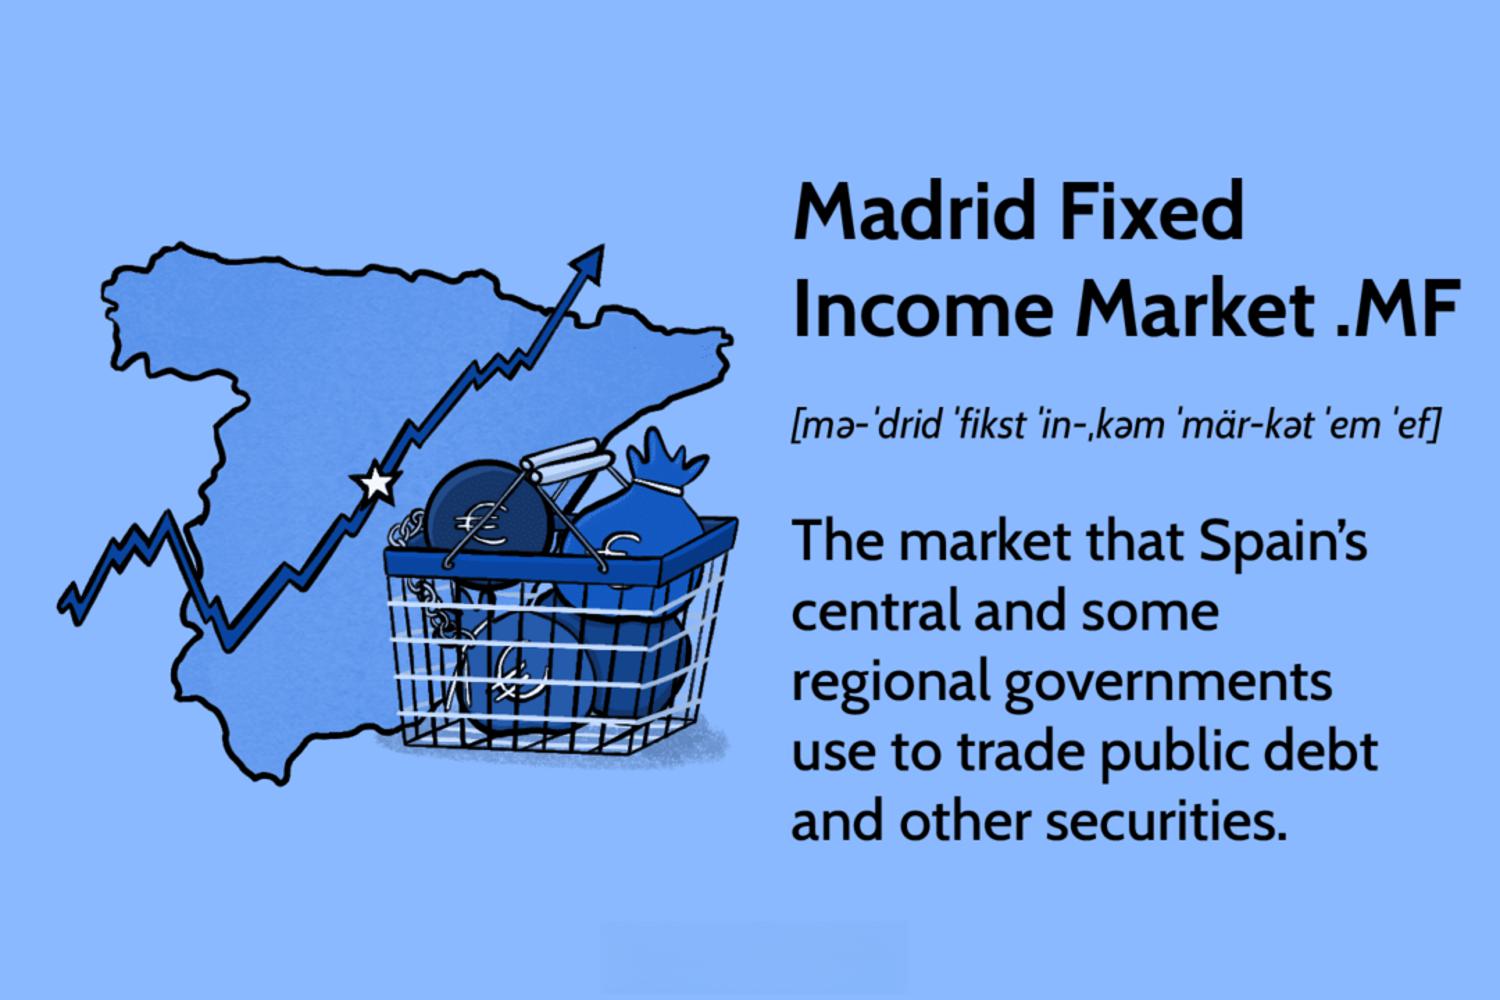 Madrid Fixed
Income Market .MF
[mə-ˈdrid ˈfikst ˈin-ˌkəm ˈmär-kət ˈem ˈef]
The market that Spain’s
central and some
regional governments
use to trade public debt
and other securities.
€
€
€